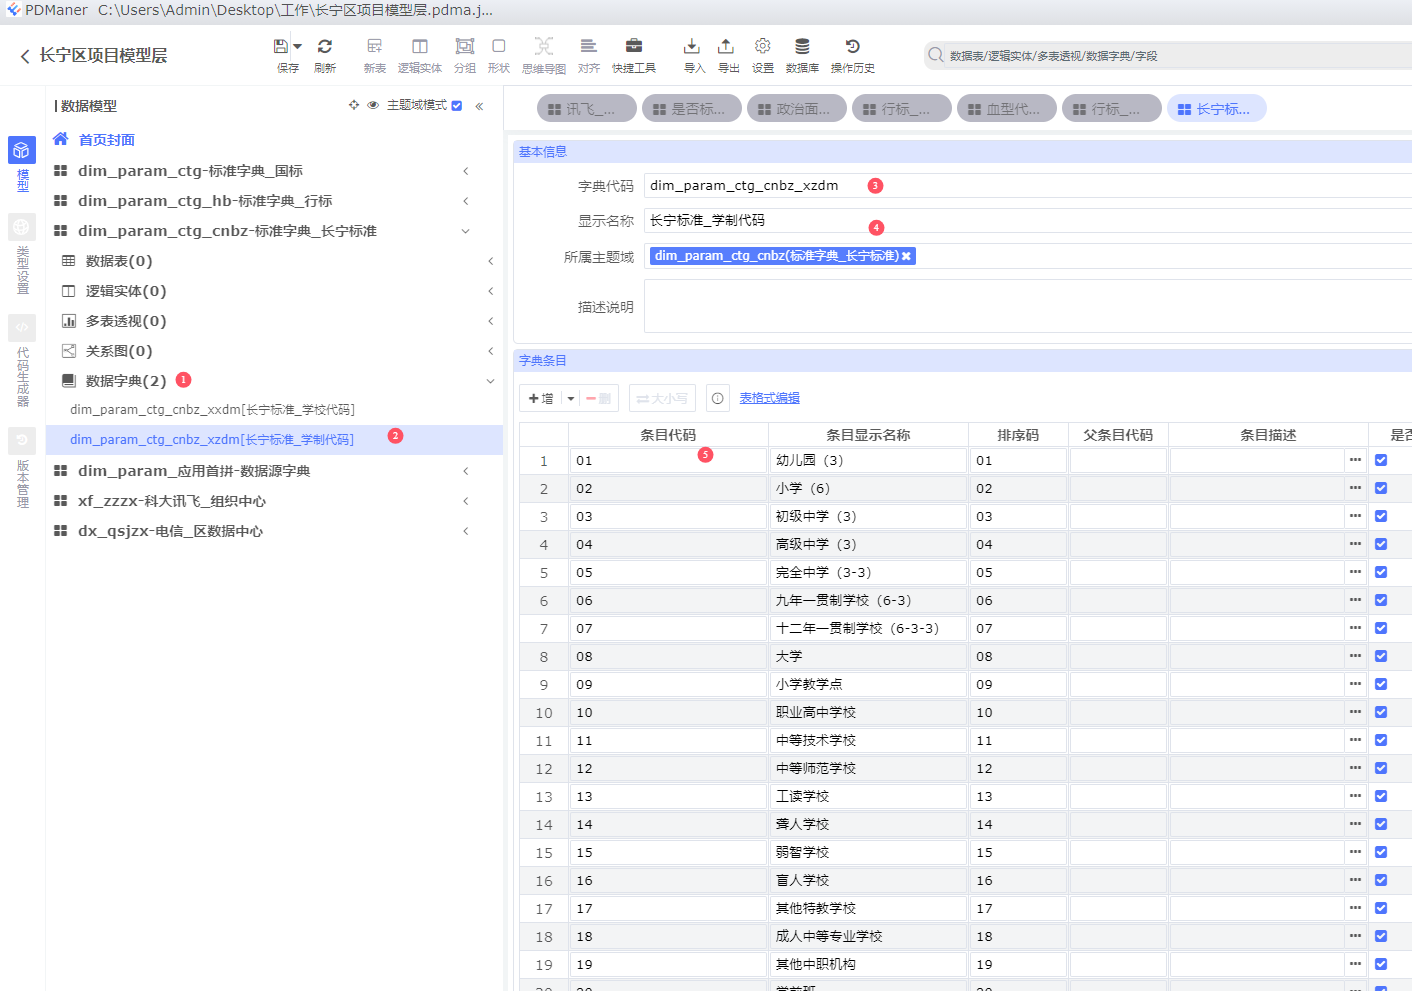 PDManer C:\Users\Admin\Desktop\工作\长宁区项目模型层.pdma.j...
长宁区项目模型层
保存 刷新 新表 逻辑实体 分组 形状 思维导图 对齐 快捷工具 导入 导出 设置 数据库 操作历史
数据表/逻辑实体/多表透视/数据字典/字段
模型
类型设置
代码生成器
版本管理
数据模型 主题域模式
首页封面
dim_param_ctg-标准字典_国标
dim_param_ctg_hb-标准字典_行标
dim_param_ctg_cnbz-标准字典_长宁标准
数据表(0)
逻辑实体(0)
多表透视(0)
关系图(0)
数据字典(2) 1
dim_param_ctg_cnbz_xxdm[长宁标准_学校代码]
dim_param_ctg_cnbz_xzdm[长宁标准_学制代码] 2
dim_param_应用首拼-数据源字典
xf_zzzx-科大讯飞_组织中心
dx_qsjzx-电信_区数据中心
讯飞_... 是否标... 政治面... 行标_... 血型代... 行标_... 长宁标...
基本信息
字典代码 dim_param_ctg_cnbz_xzdm 3
显示名称 长宁标准_学制代码 4
所属主题域 dim_param_ctg_cnbz(标准字典_长宁标准)
描述说明
字典条目
增 删 大小写 表格式编辑
条目代码 条目显示名称 排序码 父条目代码 条目描述 是否
5
1 01 幼儿园（3） 01
2 02 小学（6） 02
3 03 初级中学（3） 03
4 04 高级中学（3） 04
5 05 完全中学（3-3） 05
6 06 九年一贯制学校（6-3） 06
7 07 十二年一贯制学校（6-3-3） 07
8 08 大学 08
9 09 小学教学点 09
10 10 职业高中学校 10
11 11 中等技术学校 11
12 12 中等师范学校 12
13 13 工读学校 13
14 14 聋人学校 14
15 15 弱智学校 15
16 16 盲人学校 16
17 17 其他特教学校 17
18 18 成人中等专业学校 18
19 19 其他中职机构 19
20 20 学前班 20